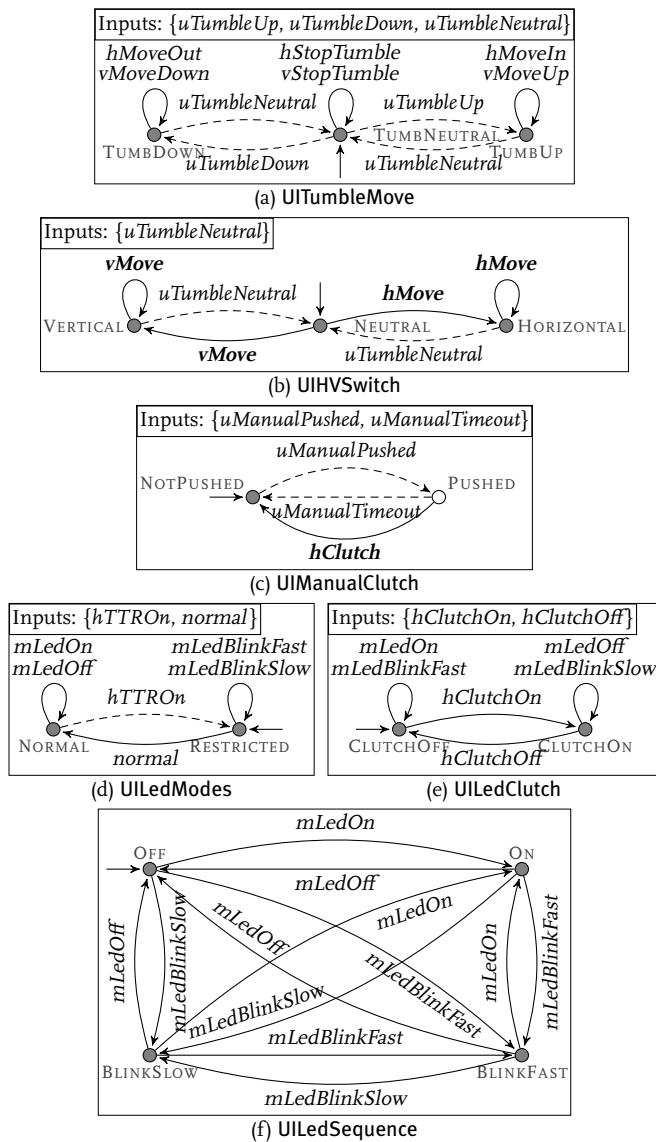 Inputs: {uTumbleUp, uTumbleDown, uTumbleNeutral}
hMoveOut
vMoveDown
hStopTumble
vStopTumble
hMoveIn
vMoveUp
uTumbleNeutral
uTumbleUp
TUMBDOWN
TUMBNEUTRAL
TUMBUP
uTumbleDown
uTumbleNeutral
(a) UITumbleMove
Inputs: {uTumbleNeutral}
vMove
hMove
uTumbleNeutral
hMove
VERTICAL
NEUTRAL
HORIZONTAL
vMove
uTumbleNeutral
(b) UIHVSwitch
Inputs: {uManualPushed, uManualTimeout}
uManualPushed
NOTPUSHED
PUSHED
uManualTimeout
hClutch
(c) UIManualClutch
Inputs: {hTTROn, normal}
mLedOn
mLedOff
mLedBlinkFast
mLedBlinkSlow
hTTROn
NORMAL
RESTRICTED
normal
(d) UILedModes
Inputs: {hClutchOn, hClutchOff}
mLedOn
mLedBlinkFast
mLedOff
mLedBlinkSlow
hClutchOn
CLUTCHOFF
CLUTCHON
hClutchOff
(e) UILedClutch
mLedOn
OFF
ON
mLedOff
mLedOff
mLedBlinkSlow
mLedOff
mLedOn
mLedBlinkSlow
mLedBlinkFast
mLedOn
mLedBlinkFast
mLedBlinkFast
BLINKSLOW
BLINKFAST
mLedBlinkSlow
(f) UILedSequence